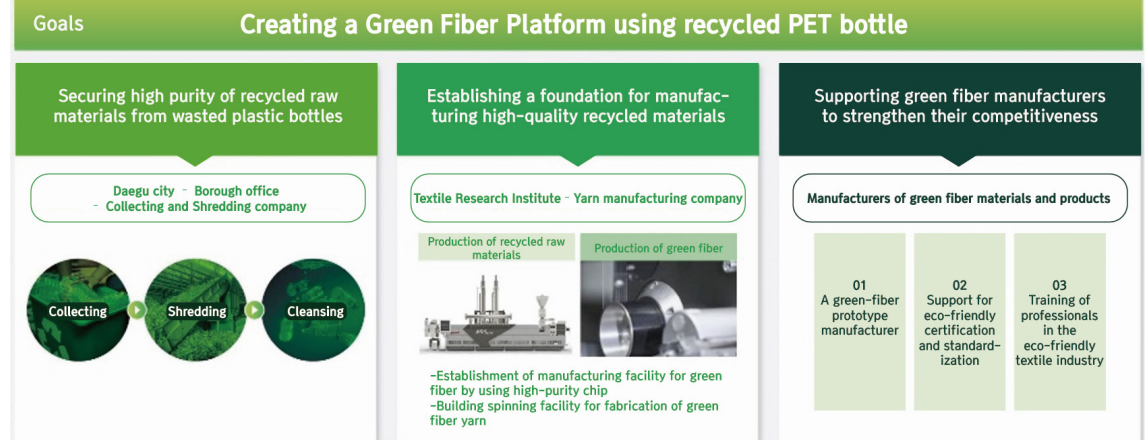 Goals
Creating a Green Fiber Platform using recycled PET bottle
Securing high purity of recycled raw
materials from wasted plastic bottles
Daegu city - Borough office
- Collecting and Shredding company
Collecting
Shredding
Cleansing
Establishing a foundation for manufac-
turing high-quality recycled materials
Textile Research Institute - Yarn manufacturing company
Production of recycled raw
materials
Production of green fiber
-Establishment of manufacturing facility for green
fiber by using high-purity chip
-Building spinning facility for fabrication of green
fiber yarn
Supporting green fiber manufacturers
to strengthen their competitiveness
Manufacturers of green fiber materials and products
01
A green-fiber
prototype
manufacturer
02
Support for
eco-friendly
certification
and standard-
ization
03
Training of
professionals
in the
eco-friendly
textile industry